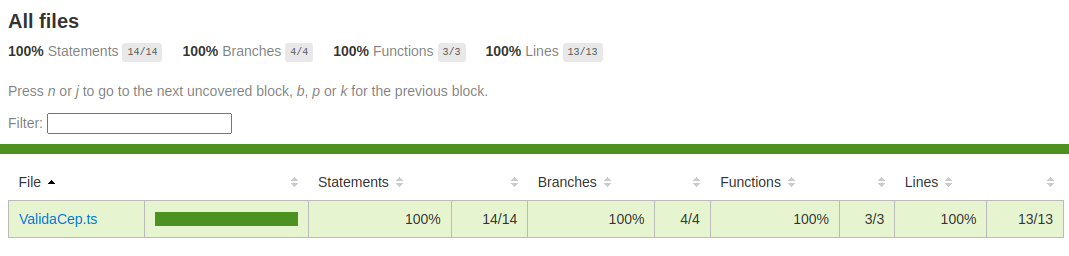 All files
100% Statements 14/14 100% Branches 4/4 100% Functions 3/3 100% Lines 13/13
Press n or j to go to the next uncovered block, b, p or k for the previous block.
Filter:
File Statements Branches Functions Lines
ValidaCep.ts 100% 14/14 100% 4/4 100% 3/3 100% 13/13